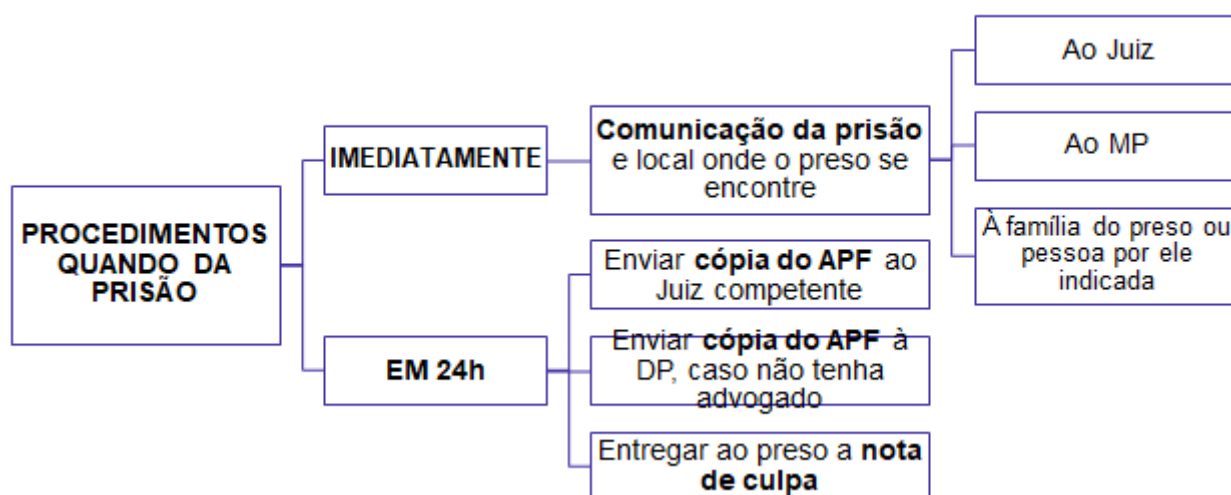 PROCEDIMENTOS
QUANDO DA
PRISÃO
IMEDIATAMENTE
Comunicação da prisão
e local onde o preso se
encontre
Ao Juiz
Ao MP
À família do preso ou
pessoa por ele
indicada
EM 24h
Enviar cópia do APF ao
Juiz competente
Enviar cópia do APF à
DP, caso não tenha
advogado
Entregar ao preso a nota
de culpa